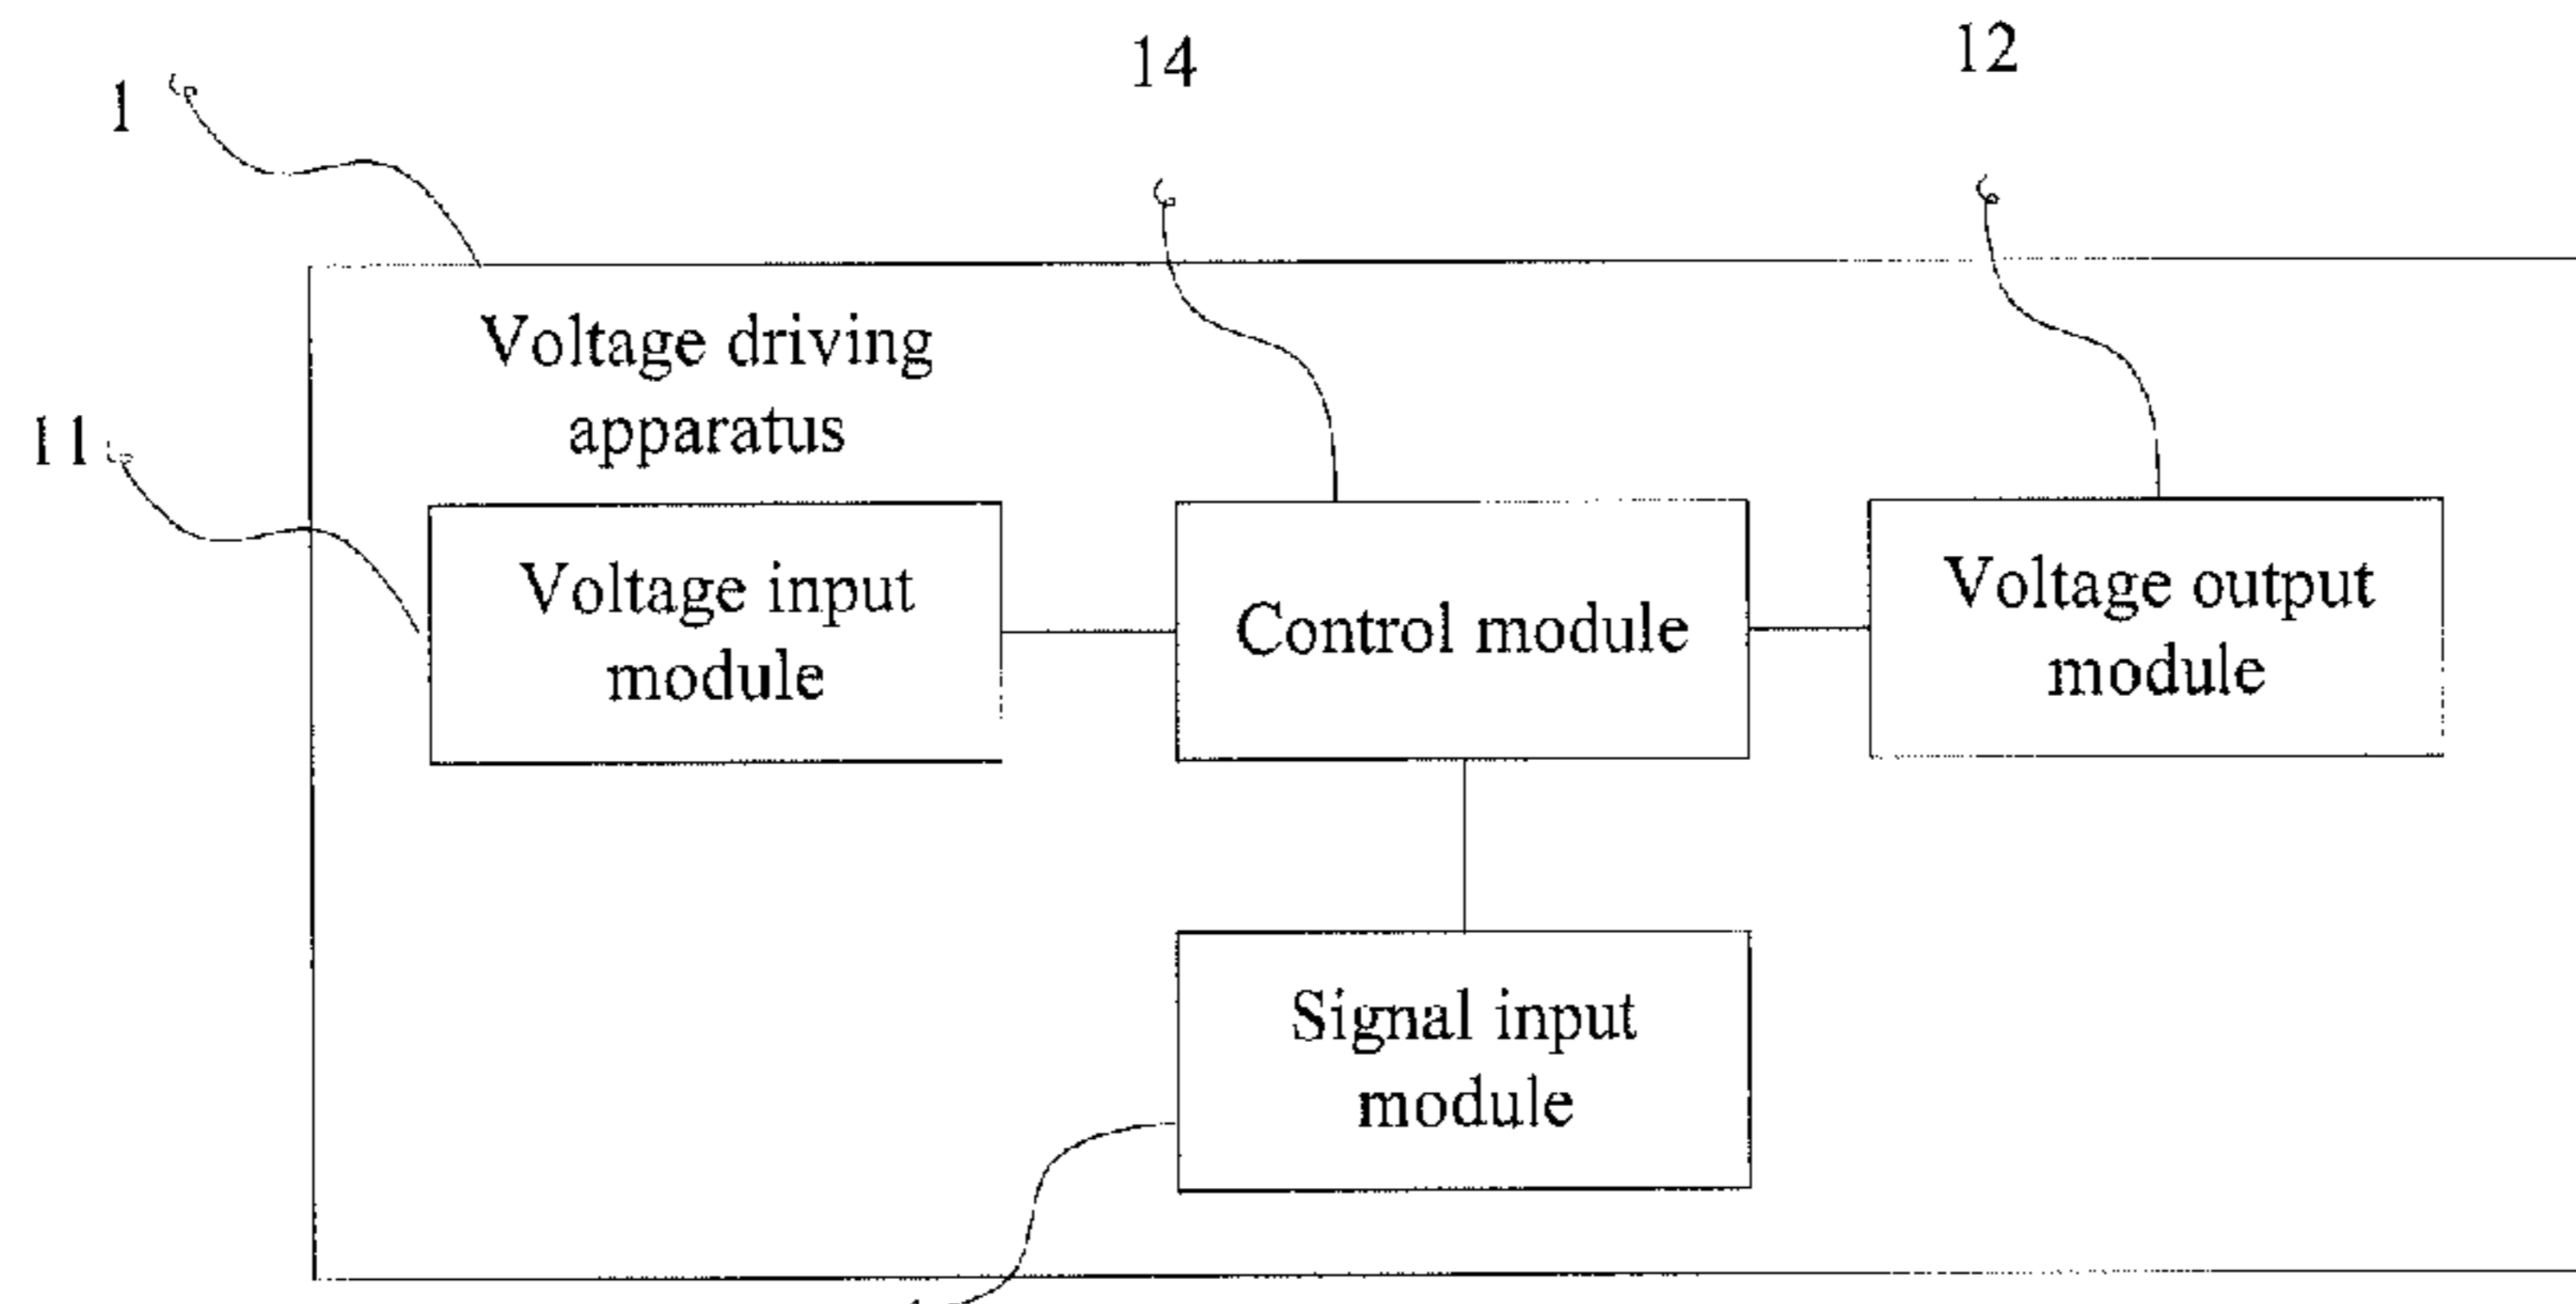 14
12
1
Voltage driving
apparatus
11
Voltage input
module
Control module
Voltage output
module
Signal input
module